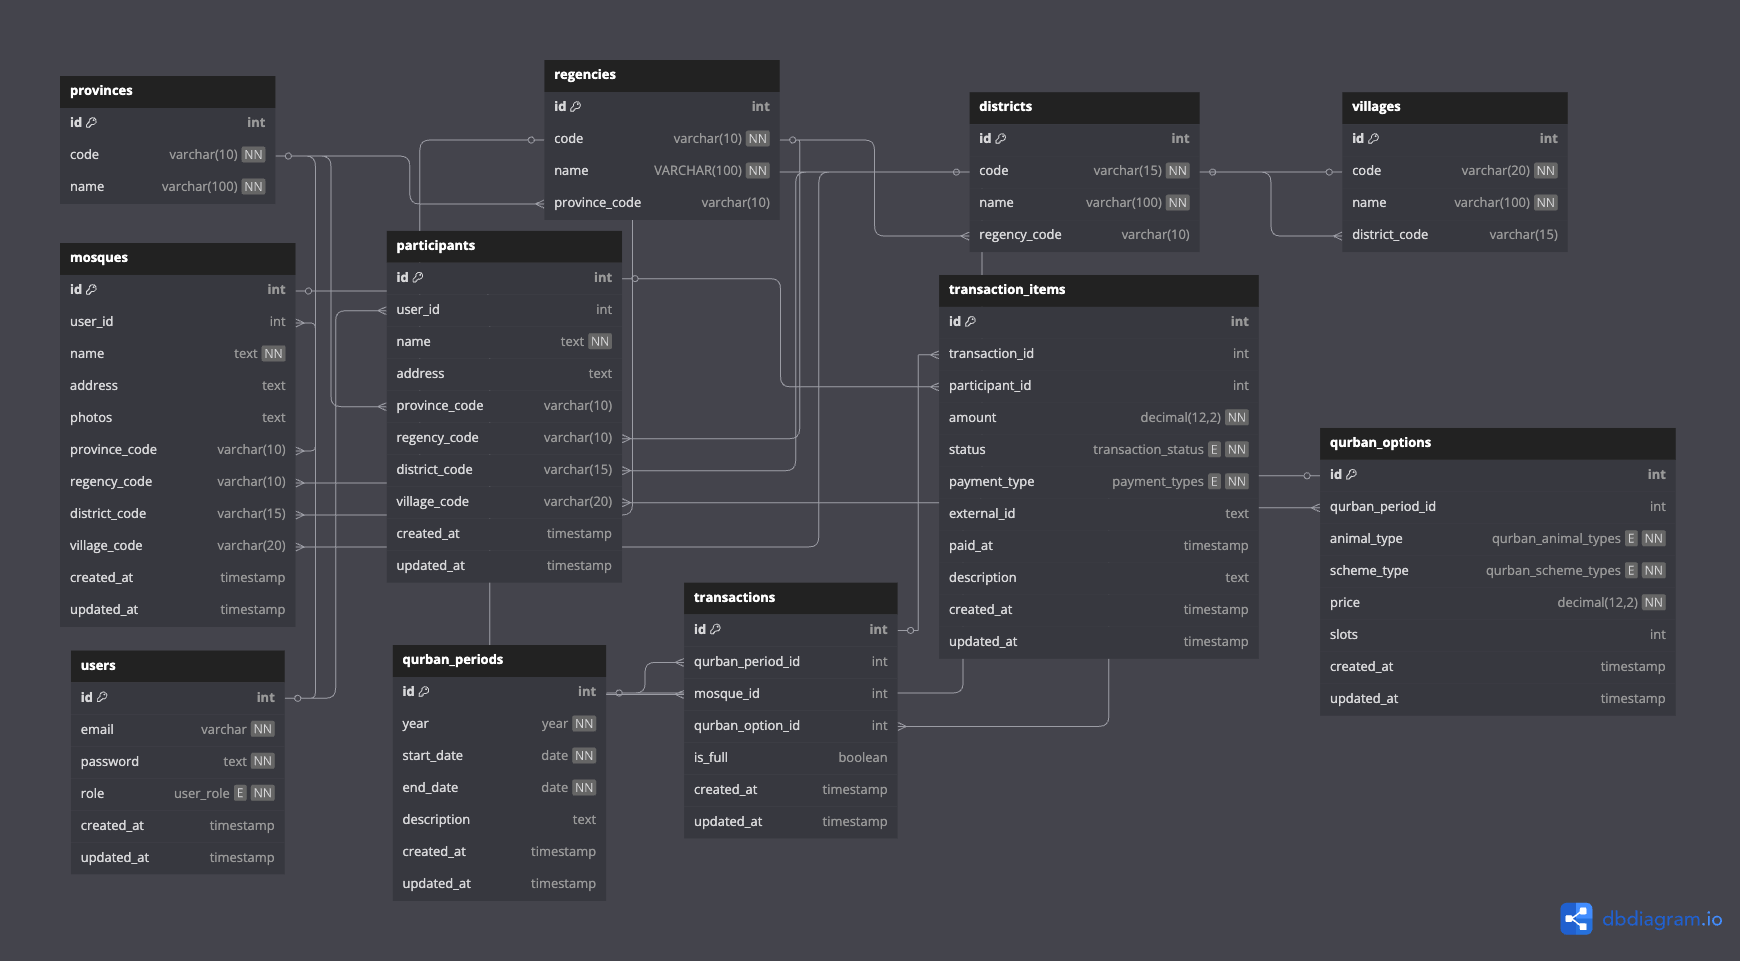 provinces
id int
code varchar(10) NN
name varchar(100) NN
regencies
id int
code varchar(10) NN
name VARCHAR(100) NN
province_code varchar(10)
districts
id int
code varchar(15) NN
name varchar(100) NN
regency_code varchar(10)
villages
id int
code varchar(20) NN
name varchar(100) NN
district_code varchar(15)
mosques
id int
user_id int
name text NN
address text
photos text
province_code varchar(10)
regency_code varchar(10)
district_code varchar(15)
village_code varchar(20)
created_at timestamp
updated_at timestamp
participants
id int
user_id int
name text NN
address text
province_code varchar(10)
regency_code varchar(10)
district_code varchar(15)
village_code varchar(20)
created_at timestamp
updated_at timestamp
transaction_items
id int
transaction_id int
participant_id int
amount decimal(12,2) NN
status transaction_status E NN
payment_type payment_types E NN
external_id text
paid_at timestamp
description text
created_at timestamp
updated_at timestamp
qurban_options
id int
qurban_period_id int
animal_type qurban_animal_types E NN
scheme_type qurban_scheme_types E NN
price decimal(12,2) NN
slots int
created_at timestamp
updated_at timestamp
users
id int
email varchar NN
password text NN
role user_role E NN
created_at timestamp
updated_at timestamp
qurban_periods
id int
year year NN
start_date date NN
end_date date NN
description text
created_at timestamp
updated_at timestamp
transactions
id int
qurban_period_id int
mosque_id int
qurban_option_id int
is_full boolean
created_at timestamp
updated_at timestamp
dbdiagram.io